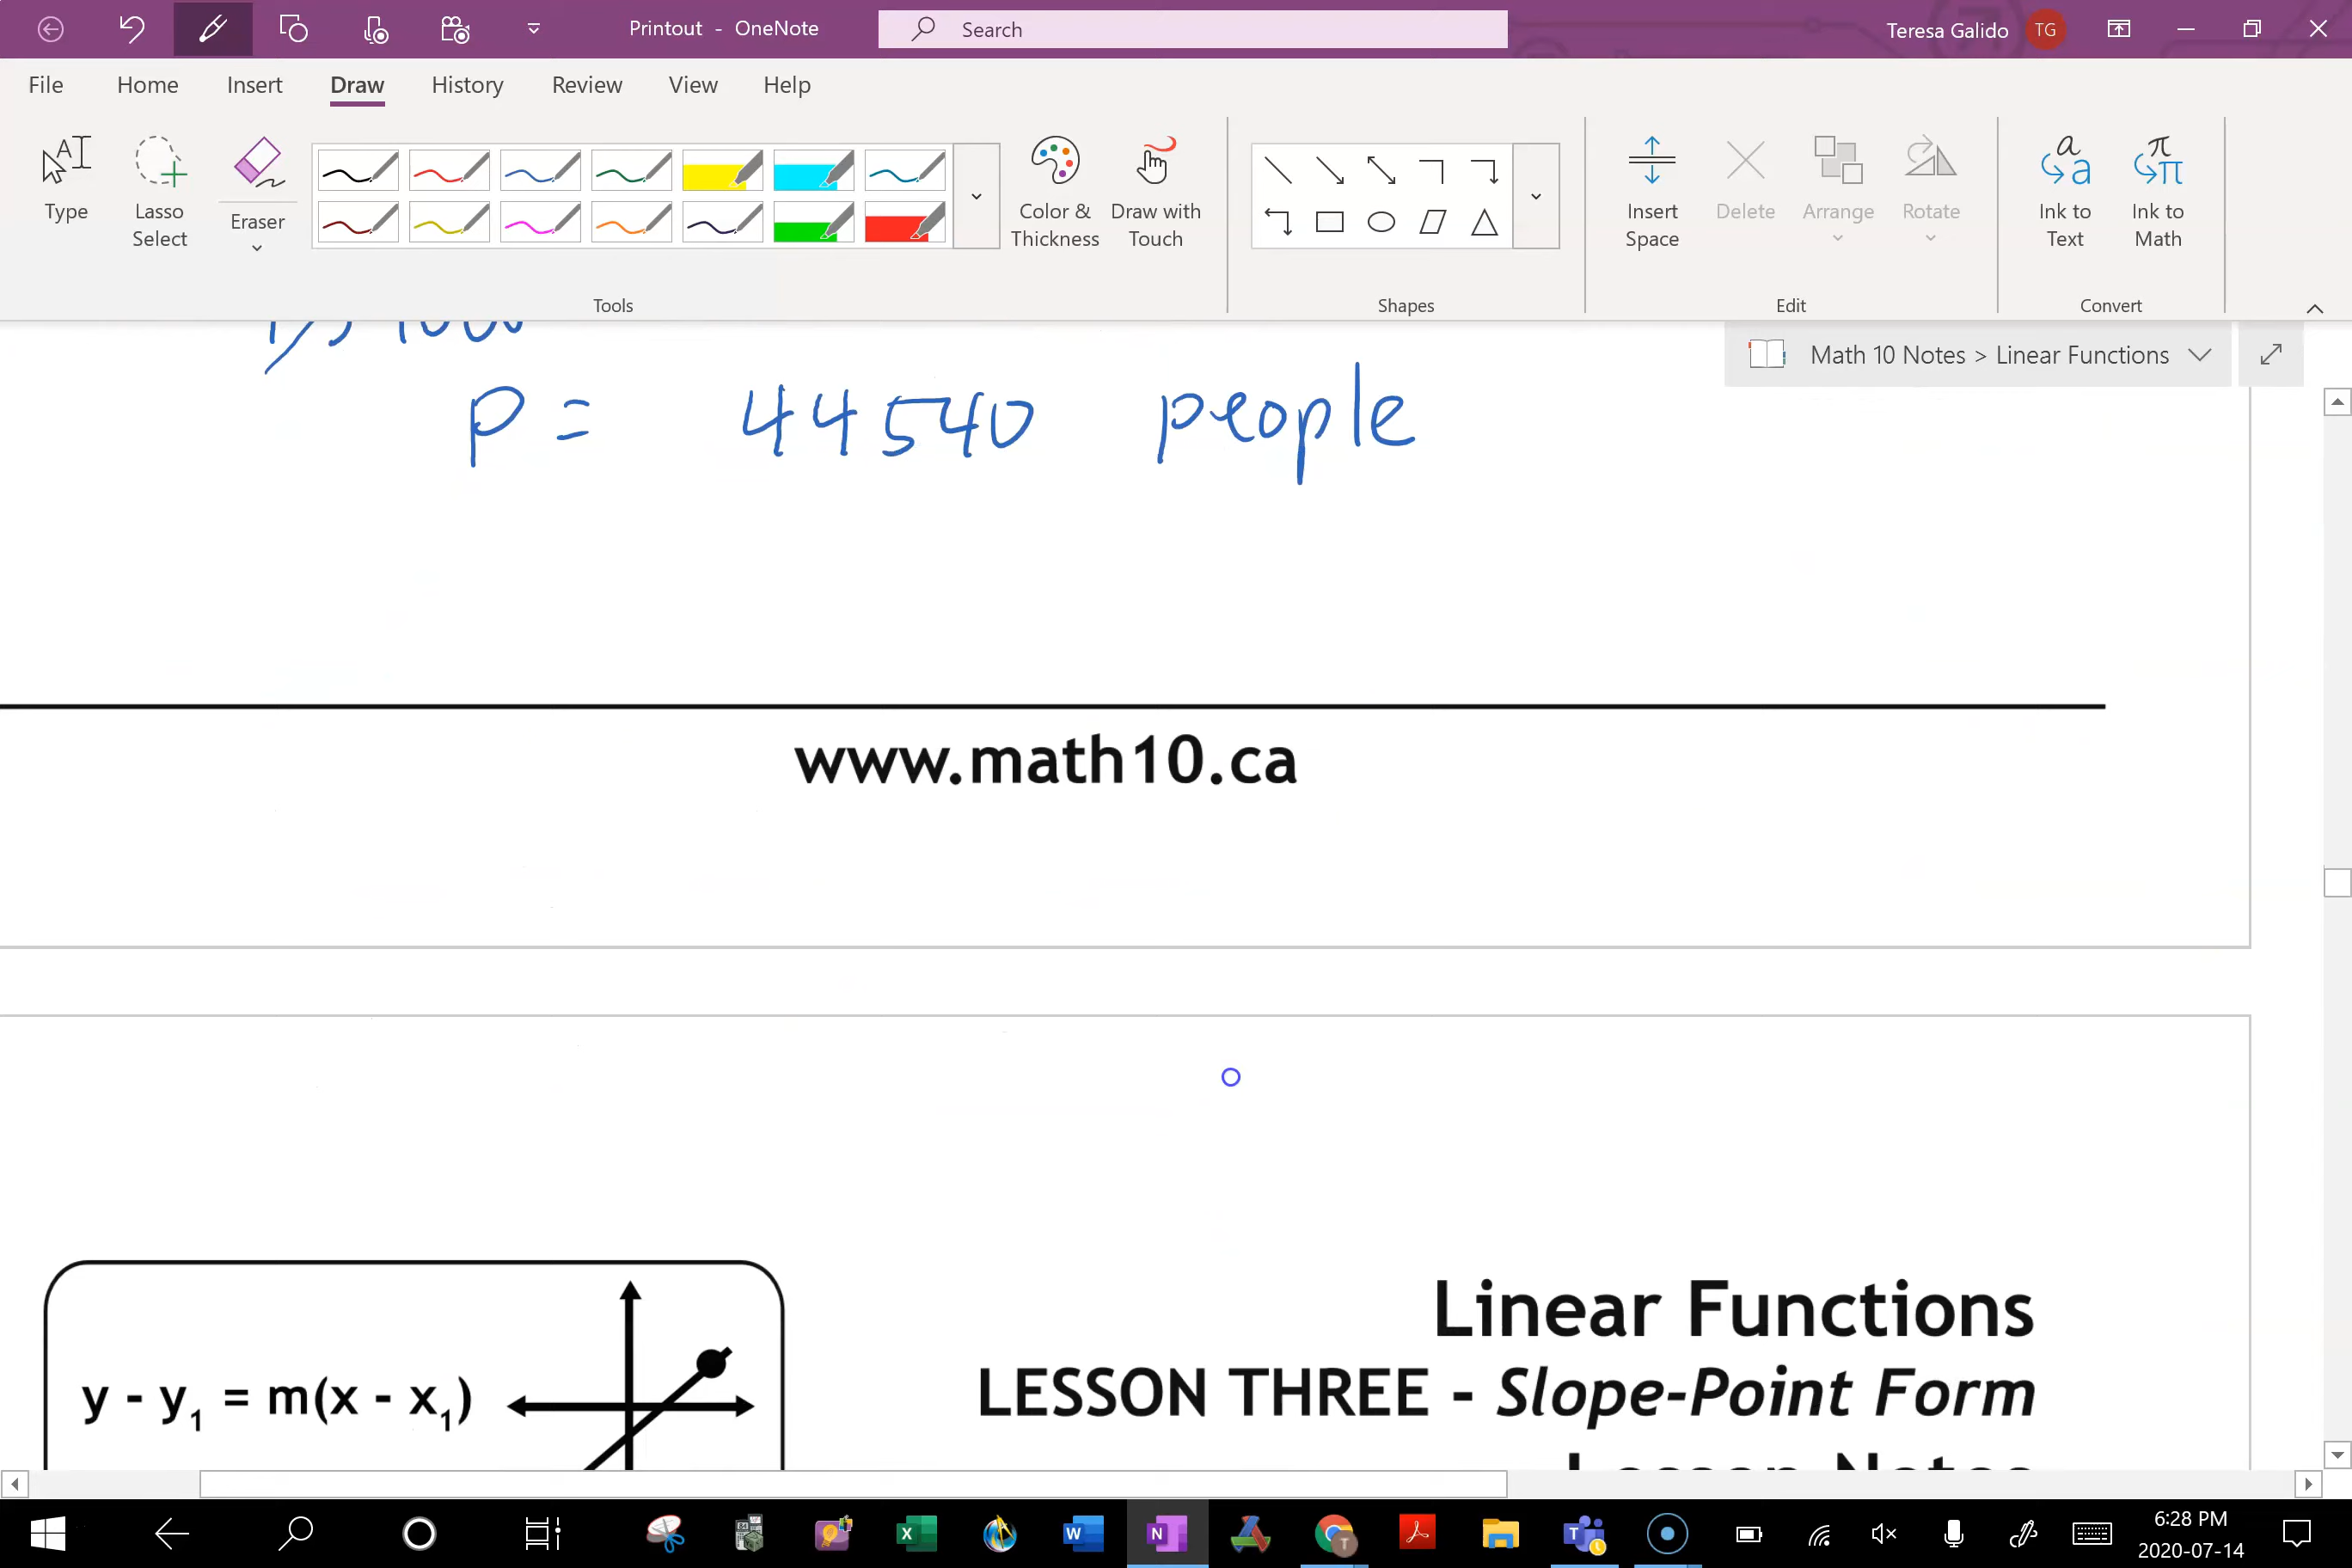 Printout - OneNote
Search
Teresa Galido TG
File Home Insert Draw History Review View Help
Type
Lasso Select
Eraser
Color & Thickness
Draw with Touch
Insert Space
Delete
Arrange
Rotate
Ink to Text
Ink to Math
Tools Shapes Edit Convert
Math 10 Notes > Linear Functions
P = 44540 people
www.math10.ca
Linear Functions
y - y₁ = m(x - x₁)
LESSON THREE - Slope-Point Form
Lesson Notes
6:28 PM
2020-07-14